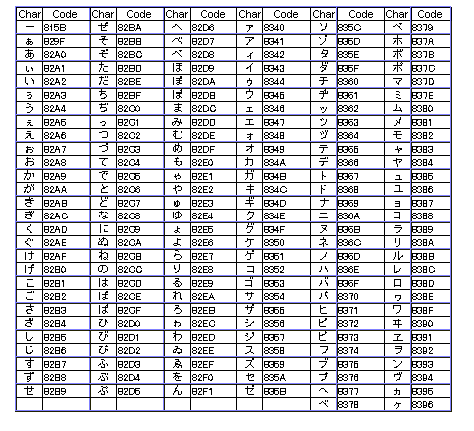 Char Code Char Code Char Code Char Code Char Code Char Code
ー 815B ぜ 82BA へ 82D6 ァ 8340 ソ 835C ペ 8379
ぁ 829F そ 82BB べ 82D7 ア 8341 ゾ 835D ホ 837A
あ 82A0 ぞ 82BC ぺ 82D8 ィ 8342 タ 835E ボ 837B
ぃ 82A1 た 82BD ほ 82D9 イ 8343 ダ 835F ポ 837C
い 82A2 だ 82BE ぼ 82DA ゥ 8344 チ 8360 マ 837D
ぅ 82A3 ち 82BF ぽ 82DB ウ 8345 ヂ 8361 ミ 837E
う 82A4 ぢ 82C0 ま 82DC ェ 8346 ッ 8362 ム 8380
ぇ 82A5 っ 82C1 み 82DD エ 8347 ツ 8363 メ 8381
え 82A6 つ 82C2 む 82DE ォ 8348 ヅ 8364 モ 8382
ぉ 82A7 づ 82C3 め 82DF オ 8349 テ 8365 ャ 8383
お 82A8 て 82C4 も 82E0 カ 834A デ 8366 ヤ 8384
か 82A9 で 82C5 ゃ 82E1 ガ 834B ト 8367 ュ 8385
が 82AA と 82C6 や 82E2 キ 834C ド 8368 ユ 8386
き 82AB ど 82C7 ゅ 82E3 ギ 834D ナ 8369 ョ 8387
ぎ 82AC な 82C8 ゆ 82E4 ク 834E ニ 836A ヨ 8388
く 82AD に 82C9 ょ 82E5 グ 834F ヌ 836B ラ 8389
ぐ 82AE ぬ 82CA よ 82E6 ケ 8350 ネ 836C リ 838A
け 82AF ね 82CB ら 82E7 ゲ 8351 ノ 836D ル 838B
げ 82B0 の 82CC り 82E8 コ 8352 ハ 836E レ 838C
こ 82B1 は 82CD る 82E9 ゴ 8353 バ 836F ロ 838D
ご 82B2 ば 82CE れ 82EA サ 8354 パ 8370 ヮ 838E
さ 82B3 ぱ 82CF ろ 82EB ザ 8355 ヒ 8371 ワ 838F
ざ 82B4 ひ 82D0 ゎ 82EC シ 8356 ビ 8372 ヰ 8390
し 82B5 び 82D1 わ 82ED ジ 8357 ピ 8373 ヱ 8391
じ 82B6 ぴ 82D2 ゐ 82EE ス 8358 フ 8374 ヲ 8392
す 82B7 ふ 82D3 ゑ 82EF ズ 8359 ブ 8375 ン 8393
ず 82B8 ぶ 82D4 を 82F0 セ 835A プ 8376 ヴ 8394
せ 82B9 ぷ 82D5 ん 82F1 ゼ 835B ヘ 8377 ヵ 8395
ベ 8378 ヶ 8396